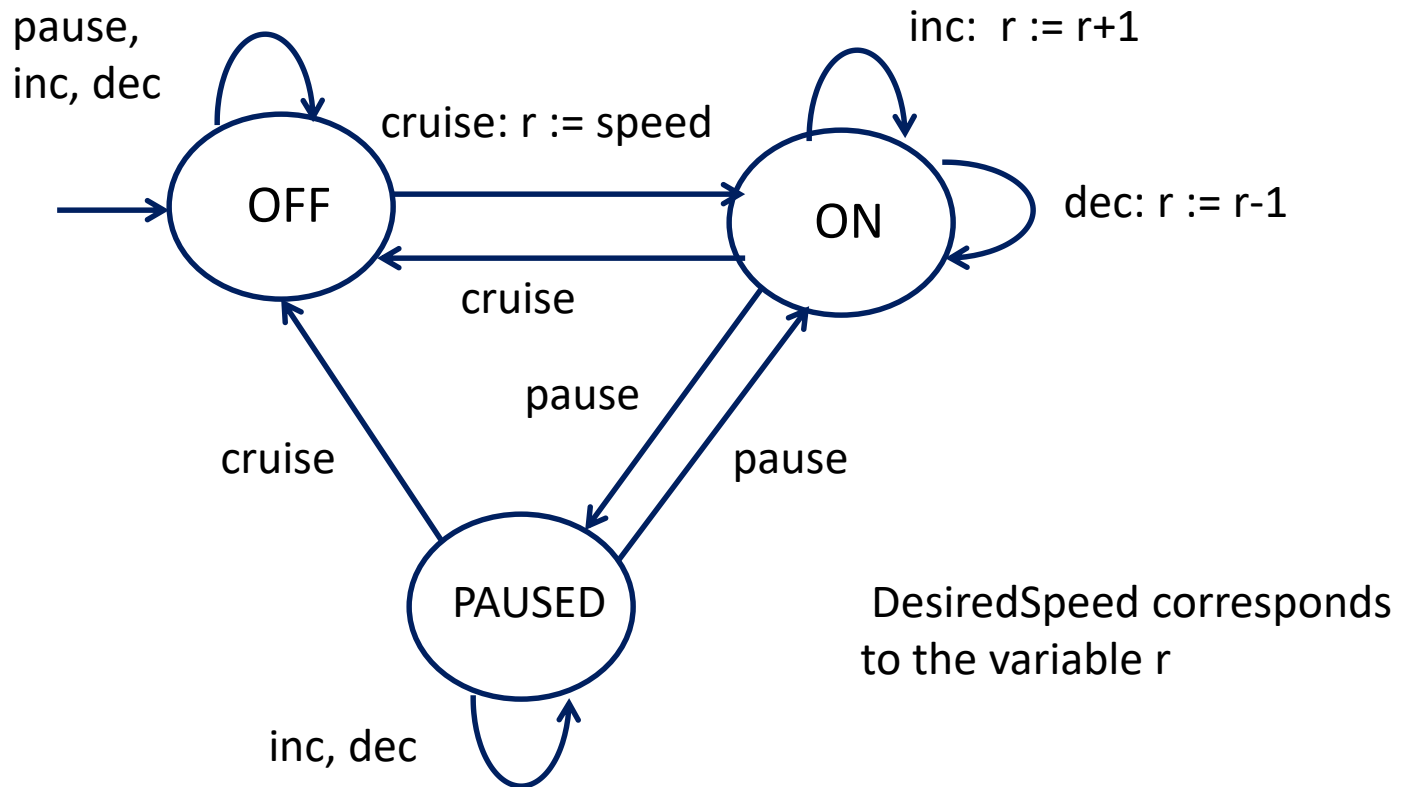 pause,
inc, dec
inc:  r := r+1
cruise: r := speed
OFF
ON
dec: r := r-1
cruise
pause
cruise
pause
PAUSED
DesiredSpeed corresponds
to the variable r
inc, dec